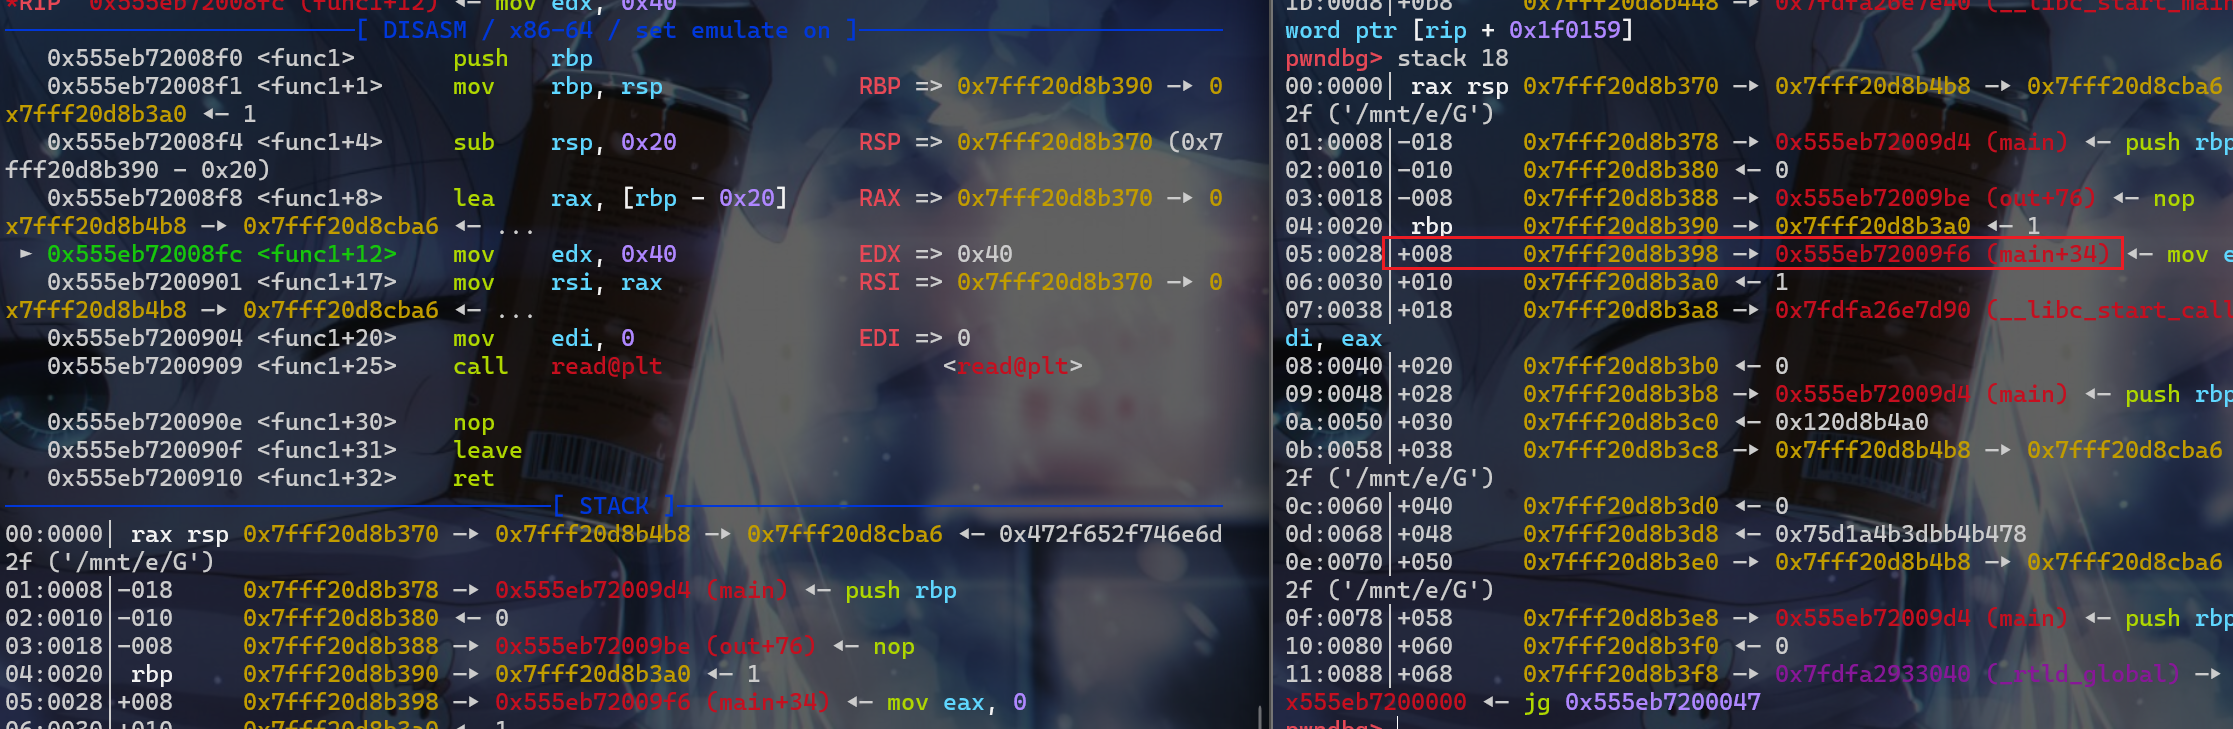 *RIP  0x555eb72008fc (func1+12) ◂— mov edx, 0x40
[ DISASM / x86-64 / set emulate on ]
0x555eb72008f0 <func1> push rbp
0x555eb72008f1 <func1+1> mov rbp, rsp RBP => 0x7fff20d8b390 —▸ 0
x7fff20d8b3a0 ◂— 1
0x555eb72008f4 <func1+4> sub rsp, 0x20 RSP => 0x7fff20d8b370 (0x7
fff20d8b390 - 0x20)
0x555eb72008f8 <func1+8> lea rax, [rbp - 0x20] RAX => 0x7fff20d8b370 —▸ 0
x7fff20d8b4b8 —▸ 0x7fff20d8cba6 ◂— ...
► 0x555eb72008fc <func1+12> mov edx, 0x40 EDX => 0x40
0x555eb7200901 <func1+17> mov rsi, rax RSI => 0x7fff20d8b370 —▸ 0
x7fff20d8b4b8 —▸ 0x7fff20d8cba6 ◂— ...
0x555eb7200904 <func1+20> mov edi, 0 EDI => 0
0x555eb7200909 <func1+25> call read@plt <read@plt>
0x555eb720090e <func1+30> nop
0x555eb720090f <func1+31> leave
0x555eb7200910 <func1+32> ret
[ STACK ]
00:0000│ rax rsp 0x7fff20d8b370 —▸ 0x7fff20d8b4b8 —▸ 0x7fff20d8cba6 ◂— 0x472f652f746e6d
2f ('/mnt/e/G')
01:0008│-018 0x7fff20d8b378 —▸ 0x555eb72009d4 (main) ◂— push rbp
02:0010│-010 0x7fff20d8b380 ◂— 0
03:0018│-008 0x7fff20d8b388 —▸ 0x555eb72009be (out+76) ◂— nop
04:0020│ rbp 0x7fff20d8b390 —▸ 0x7fff20d8b3a0 ◂— 1
05:0028│+008 0x7fff20d8b398 —▸ 0x555eb72009f6 (main+34) ◂— mov eax, 0
06:0030│+010 0x7fff20d8b3a0 ◂— 1
1b:00d8│+0b8 0x7fff20d8b448 —▸ 0x7fdfa26e7e40 (__libc_start_main
word ptr [rip + 0x1f0159]
pwndbg> stack 18
00:0000│ rax rsp 0x7fff20d8b370 —▸ 0x7fff20d8b4b8 —▸ 0x7fff20d8cba6
2f ('/mnt/e/G')
01:0008│-018 0x7fff20d8b378 —▸ 0x555eb72009d4 (main) ◂— push rbp
02:0010│-010 0x7fff20d8b380 ◂— 0
03:0018│-008 0x7fff20d8b388 —▸ 0x555eb72009be (out+76) ◂— nop
04:0020│ rbp 0x7fff20d8b390 —▸ 0x7fff20d8b3a0 ◂— 1
05:0028│+008 0x7fff20d8b398 —▸ 0x555eb72009f6 (main+34) ◂— mov e
06:0030│+010 0x7fff20d8b3a0 ◂— 1
07:0038│+018 0x7fff20d8b3a8 —▸ 0x7fdfa26e7d90 (__libc_start_call
di, eax
08:0040│+020 0x7fff20d8b3b0 ◂— 0
09:0048│+028 0x7fff20d8b3b8 —▸ 0x555eb72009d4 (main) ◂— push rbp
0a:0050│+030 0x7fff20d8b3c0 ◂— 0x120d8b4a0
0b:0058│+038 0x7fff20d8b3c8 —▸ 0x7fff20d8b4b8 —▸ 0x7fff20d8cba6
2f ('/mnt/e/G')
0c:0060│+040 0x7fff20d8b3d0 ◂— 0
0d:0068│+048 0x7fff20d8b3d8 ◂— 0x75d1a4b3dbb4b478
0e:0070│+050 0x7fff20d8b3e0 —▸ 0x7fff20d8b4b8 —▸ 0x7fff20d8cba6
2f ('/mnt/e/G')
0f:0078│+058 0x7fff20d8b3e8 —▸ 0x555eb72009d4 (main) ◂— push rbp
10:0080│+060 0x7fff20d8b3f0 ◂— 0
11:0088│+068 0x7fff20d8b3f8 —▸ 0x7fdfa2933040 (_rtld_global) —▸
x555eb7200000 ◂— jg 0x555eb7200047
pwndbg>